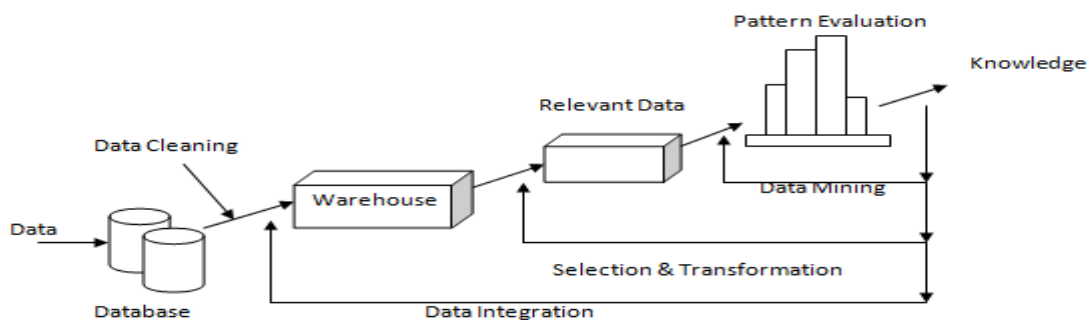 Pattern Evaluation
Knowledge
Relevant Data
Data Cleaning
Data Mining
Warehouse
Data
Selection & Transformation
Database
Data Integration